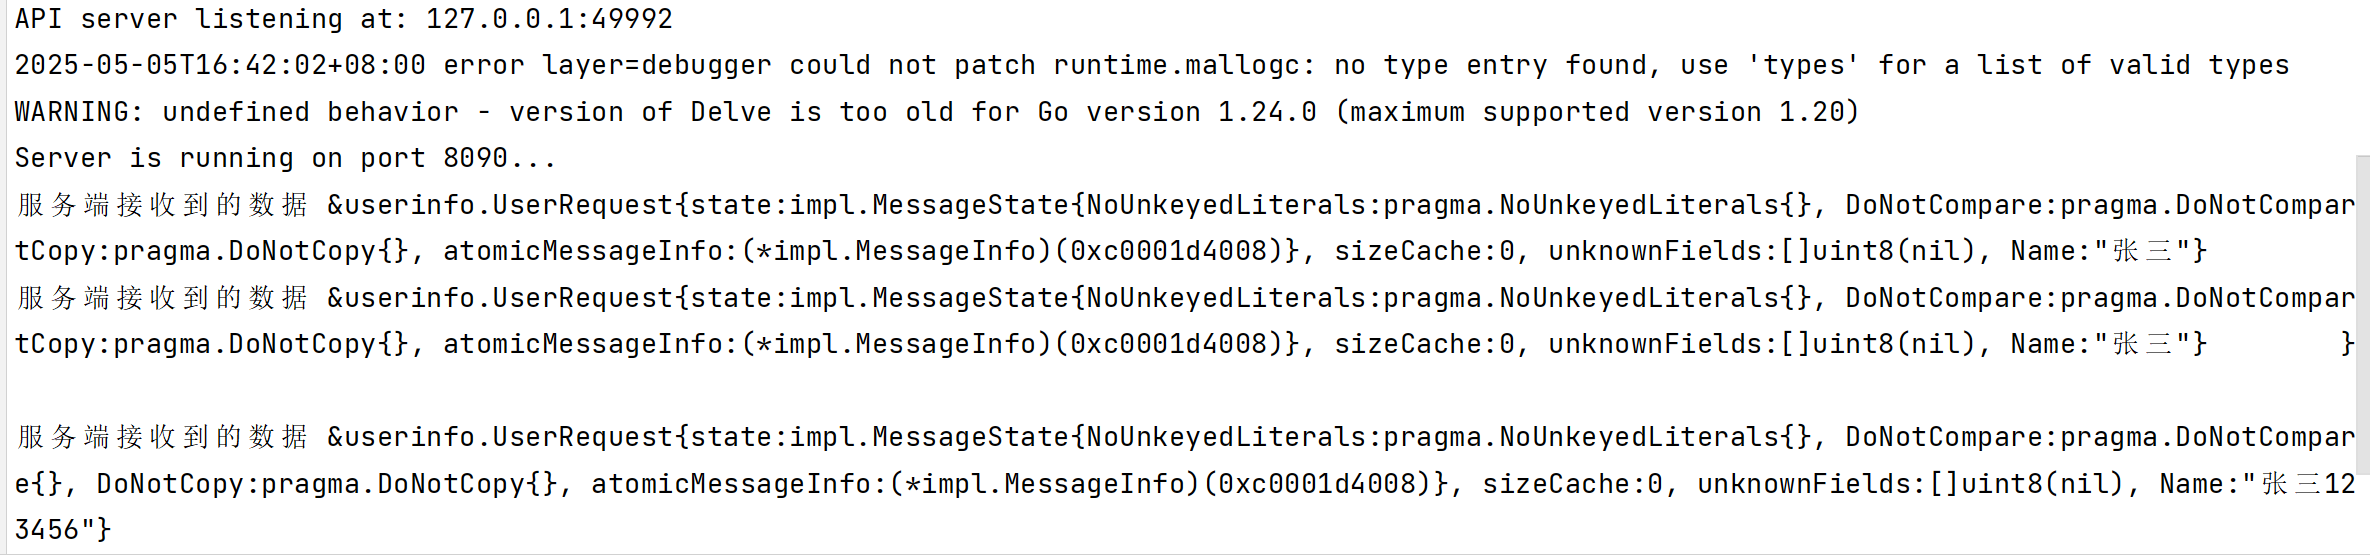 API server listening at: 127.0.0.1:49992
2025-05-05T16:42:02+08:00 error layer=debugger could not patch runtime.mallogc: no type entry found, use 'types' for a list of valid types
WARNING: undefined behavior - version of Delve is too old for Go version 1.24.0 (maximum supported version 1.20)
Server is running on port 8090...
服务端接收到的数据 &userinfo.UserRequest{state:impl.MessageState{NoUnkeyedLiterals:pragma.NoUnkeyedLiterals{}, DoNotCompare:pragma.DoNotCompar
tCopy:pragma.DoNotCopy{}, atomicMessageInfo:(*impl.MessageInfo)(0xc0001d4008)}, sizeCache:0, unknownFields:[]uint8(nil), Name:"张三"}
服务端接收到的数据 &userinfo.UserRequest{state:impl.MessageState{NoUnkeyedLiterals:pragma.NoUnkeyedLiterals{}, DoNotCompare:pragma.DoNotCompar
tCopy:pragma.DoNotCopy{}, atomicMessageInfo:(*impl.MessageInfo)(0xc0001d4008)}, sizeCache:0, unknownFields:[]uint8(nil), Name:"张三"}        }
服务端接收到的数据 &userinfo.UserRequest{state:impl.MessageState{NoUnkeyedLiterals:pragma.NoUnkeyedLiterals{}, DoNotCompare:pragma.DoNotCompar
e{}, DoNotCopy:pragma.DoNotCopy{}, atomicMessageInfo:(*impl.MessageInfo)(0xc0001d4008)}, sizeCache:0, unknownFields:[]uint8(nil), Name:"张三12
3456"}